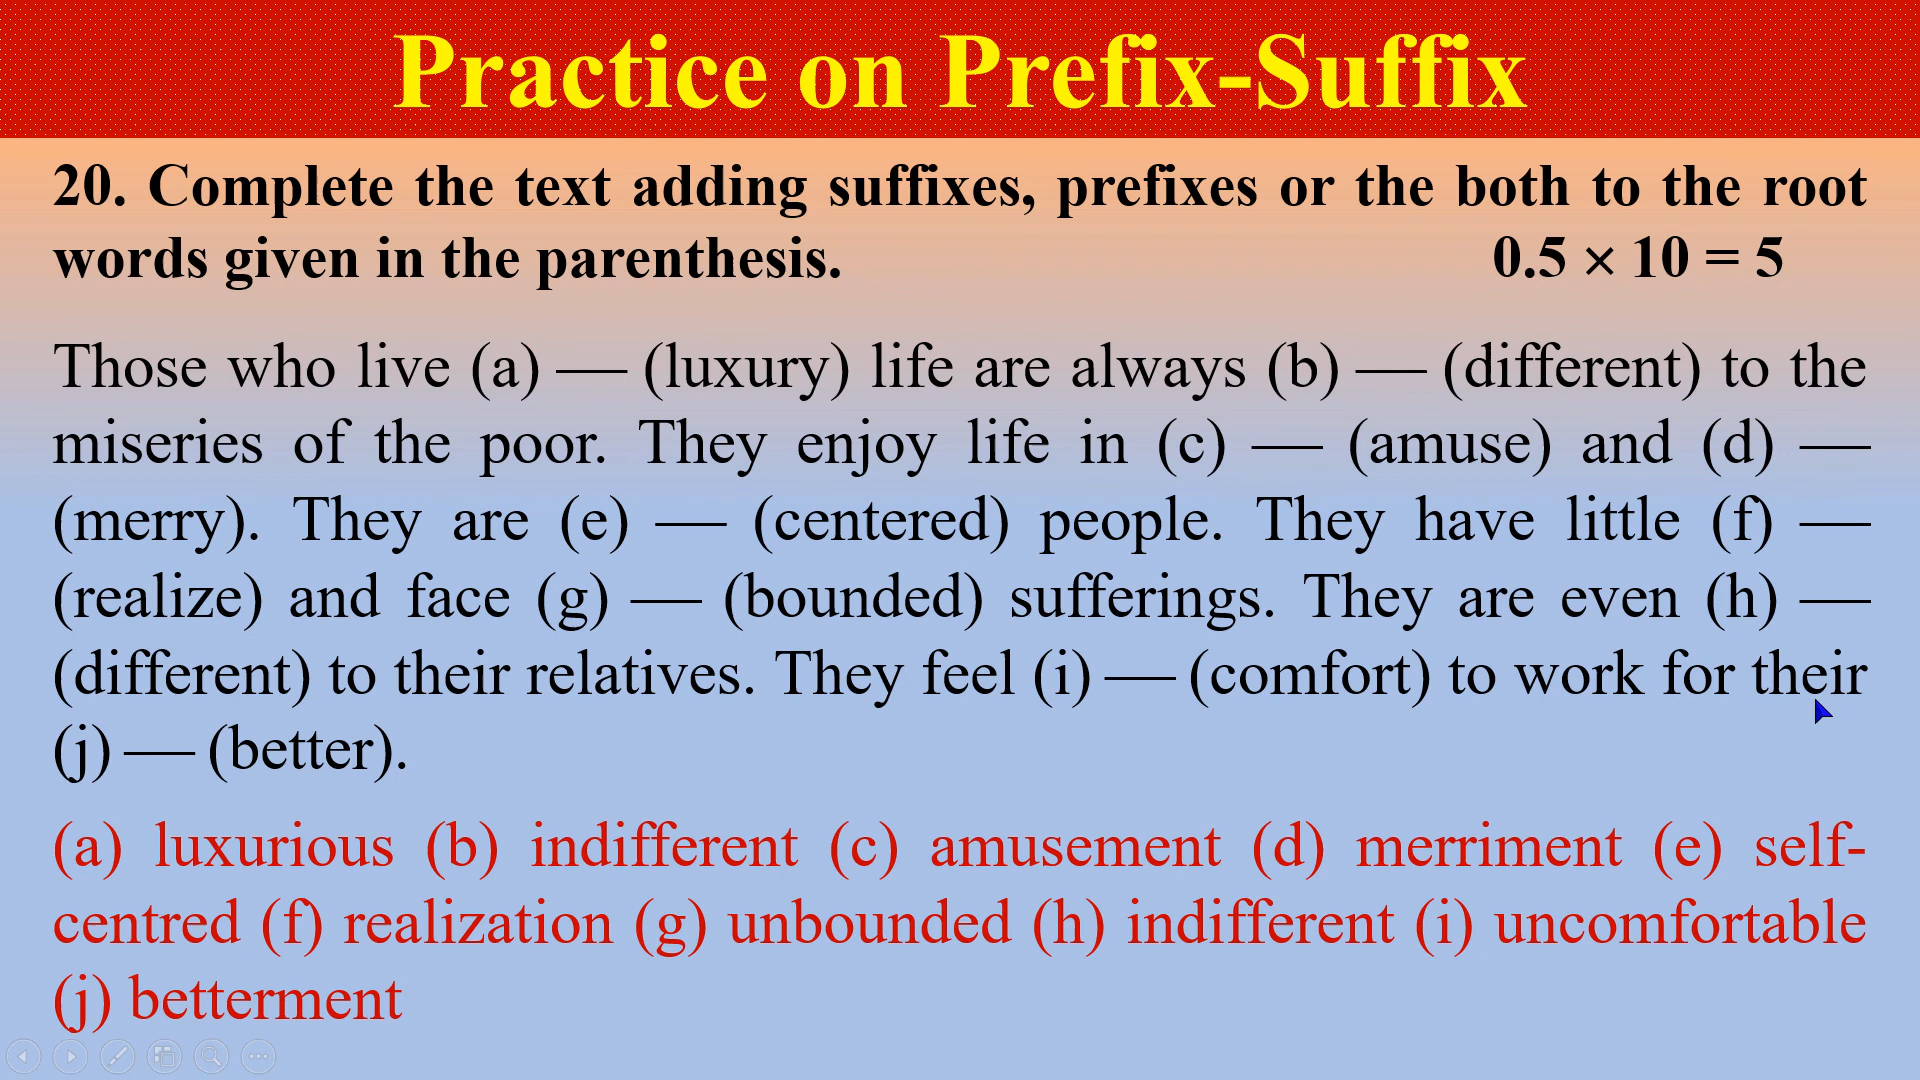 Practice on Prefix-Suffix
20. Complete the text adding suffixes, prefixes or the both to the root
words given in the parenthesis. 0.5 × 10 = 5
Those who live (a) — (luxury) life are always (b) — (different) to the
miseries of the poor. They enjoy life in (c) — (amuse) and (d) —
(merry). They are (e) — (centered) people. They have little (f) —
(realize) and face (g) — (bounded) sufferings. They are even (h) —
(different) to their relatives. They feel (i) — (comfort) to work for their
(j) — (better).
(a) luxurious (b) indifferent (c) amusement (d) merriment (e) self-
centred (f) realization (g) unbounded (h) indifferent (i) uncomfortable
(j) betterment